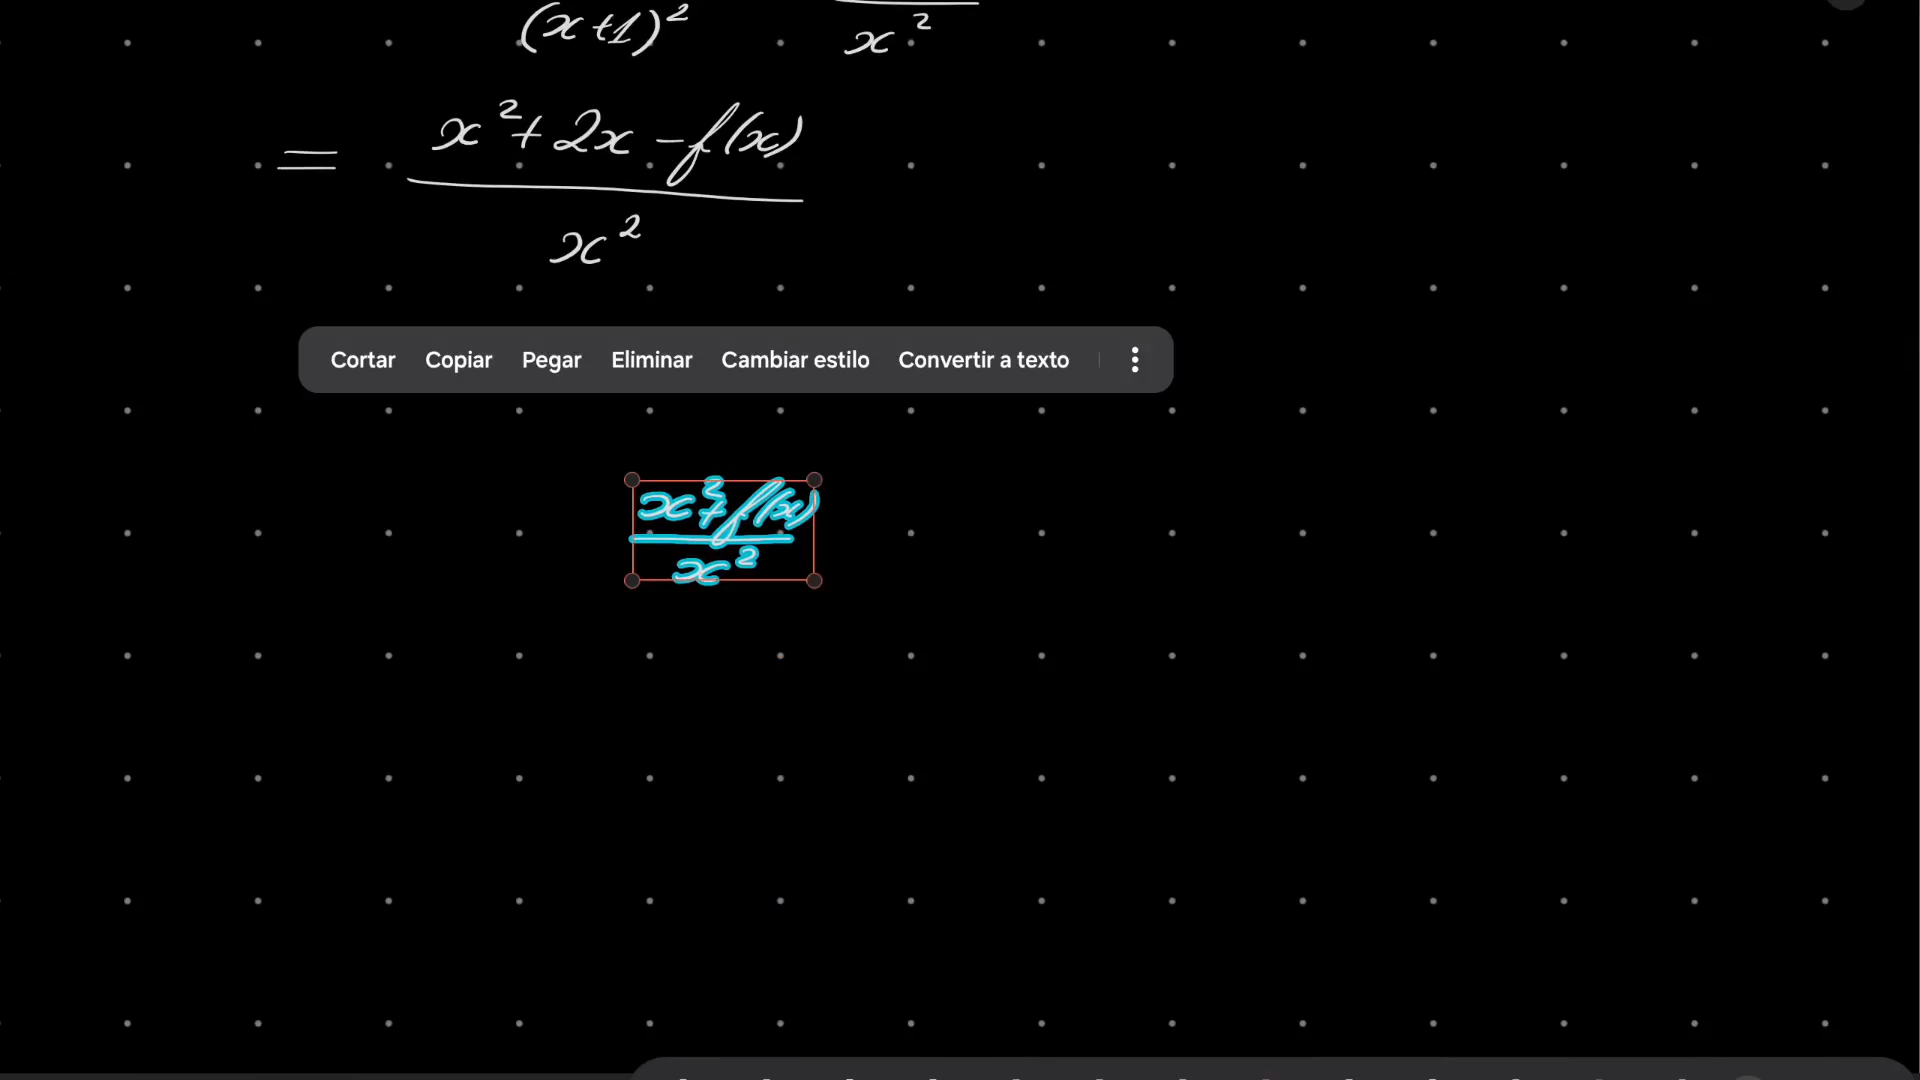 (x+1)² x²
= x²+2x-f(x)
x²
Cortar Copiar Pegar Eliminar Cambiar estilo Convertir a texto
x²+f(x)
x²